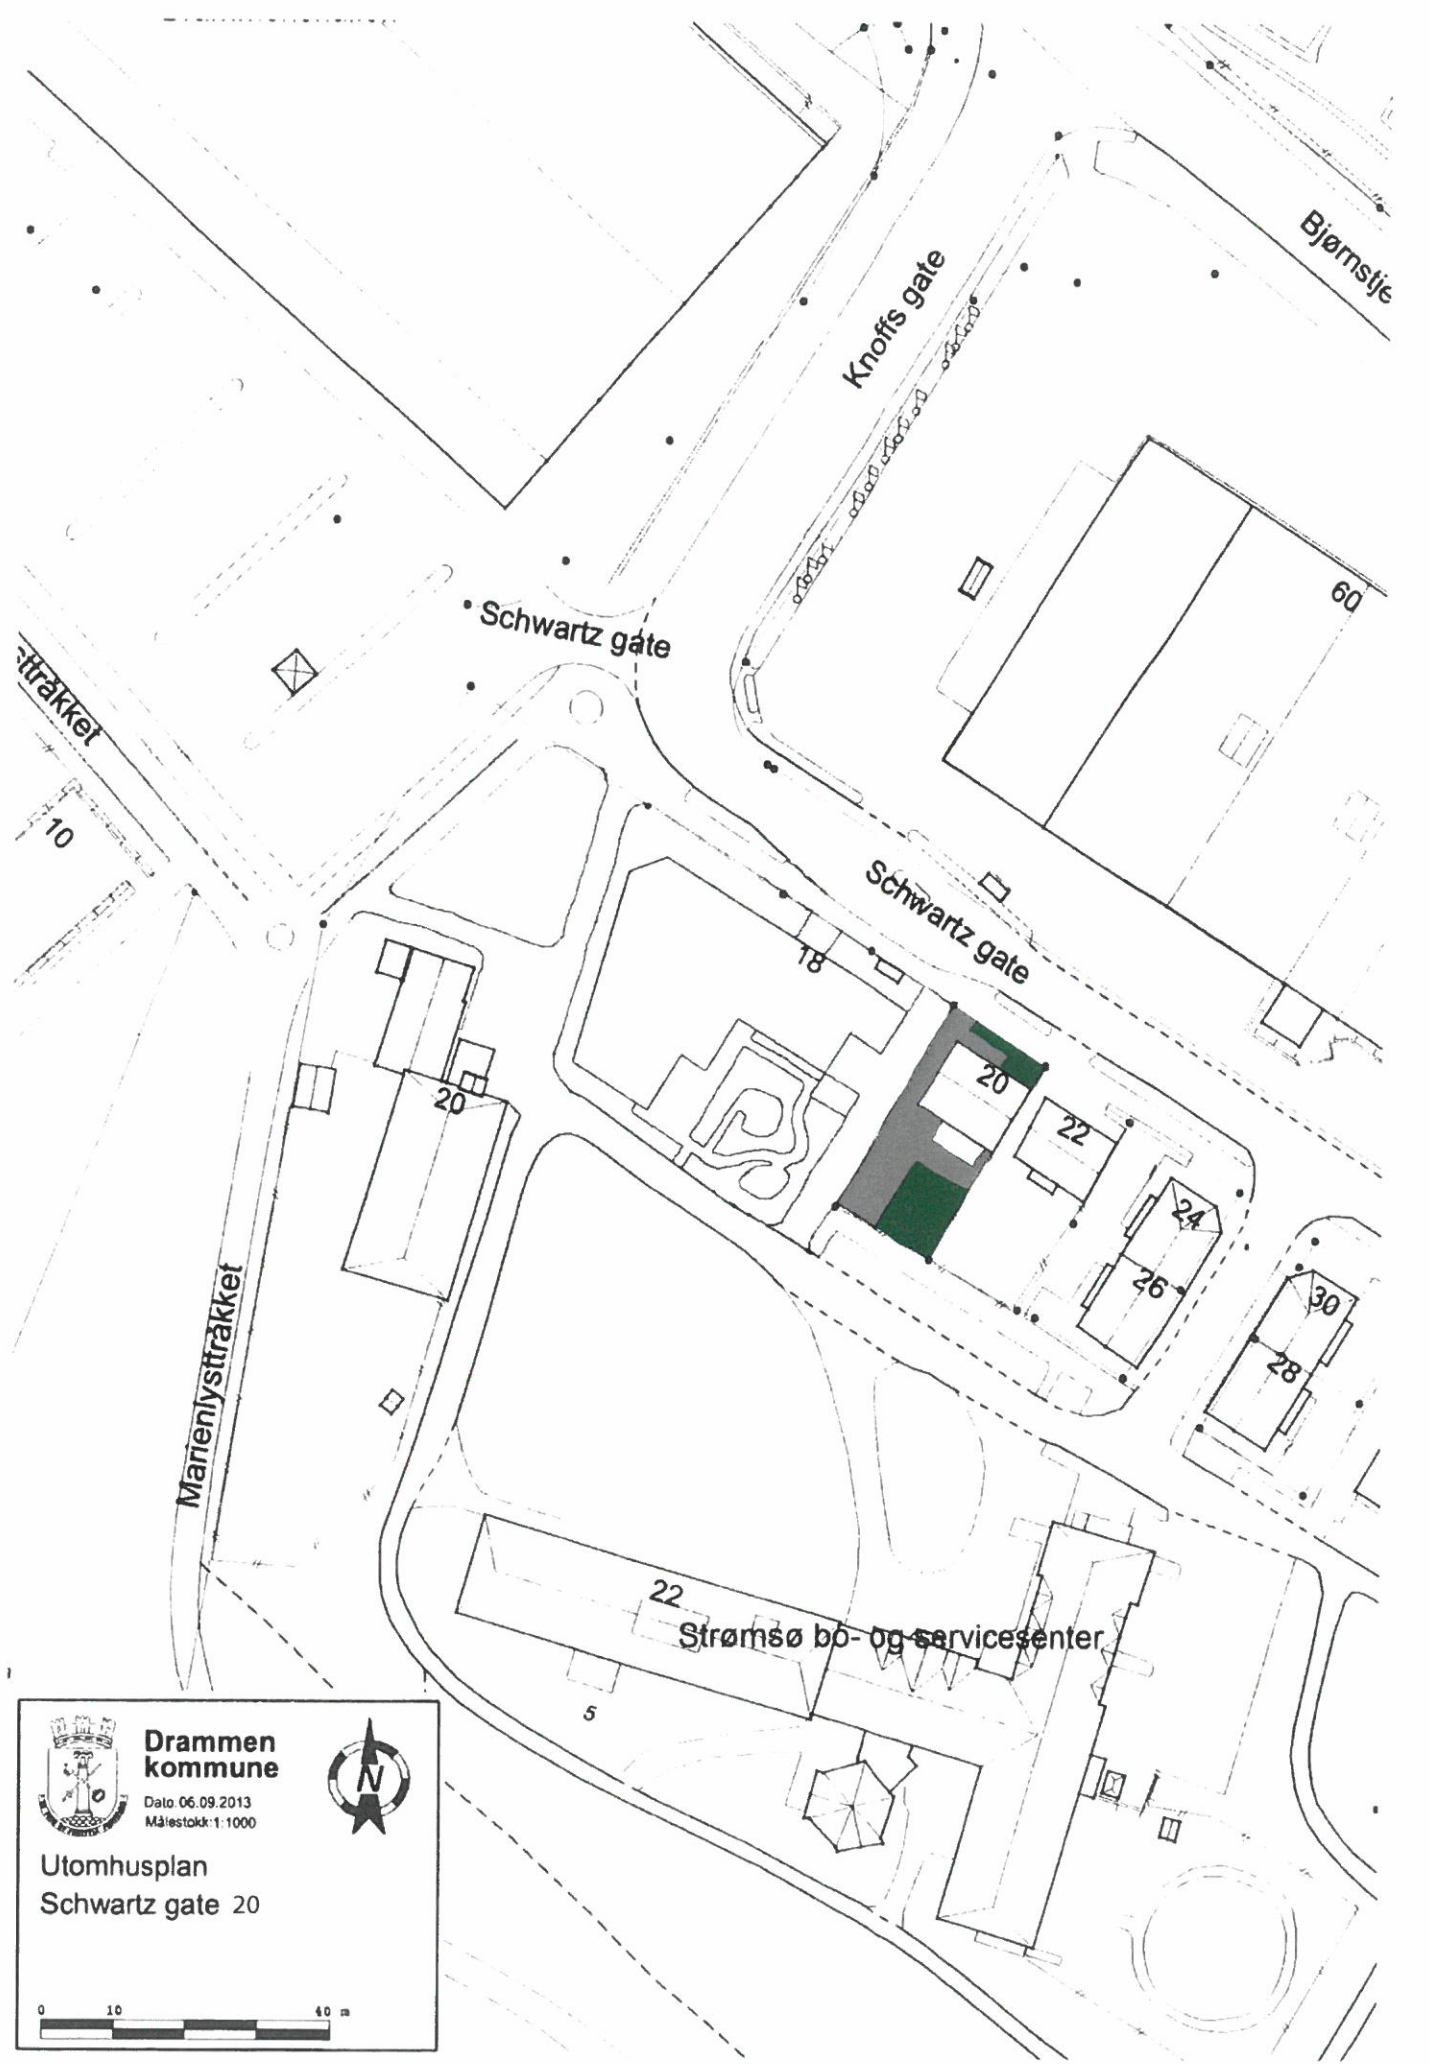 Bjørnstje
Knoffs gate
60
Schwartz gate
sttråkket
10
Schwartz gate
18
20
20
22
24
26
30
28
Marienlysttråkket
22
Strømsø bo- og servicesenter
5
Drammen
kommune
Dato: 06.09.2013
Målestokk:1:1000
N
Utomhusplan
Schwartz gate 20
0 10 40 m